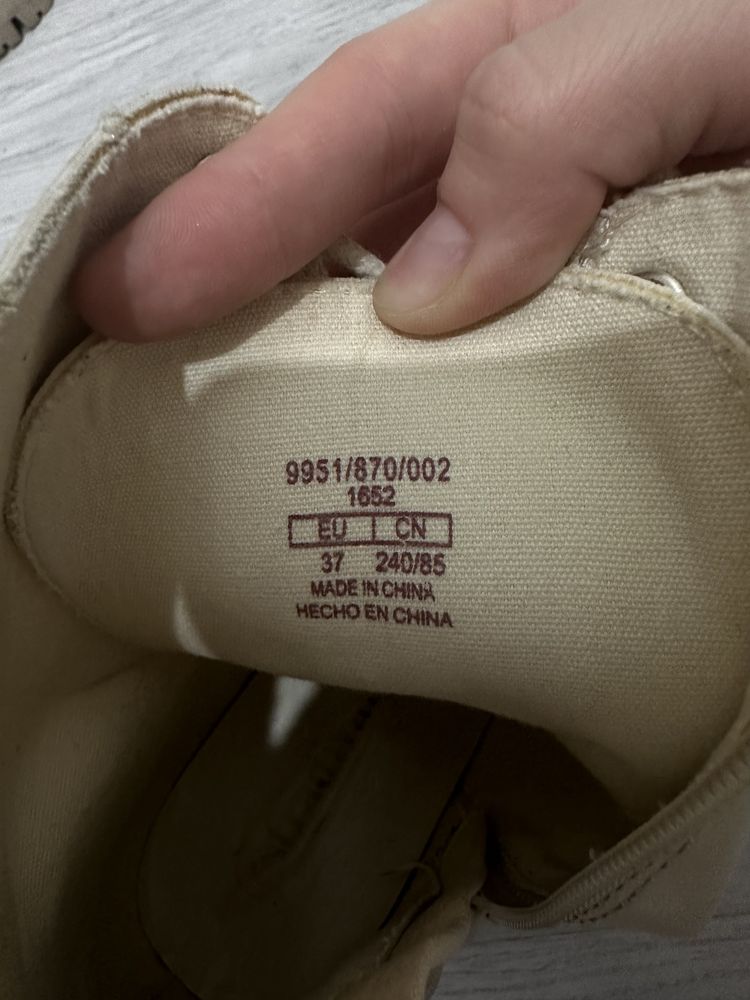 9951/870/002
1652
EU CN
37 240/85
MADE IN CHINA
HECHO EN CHINA